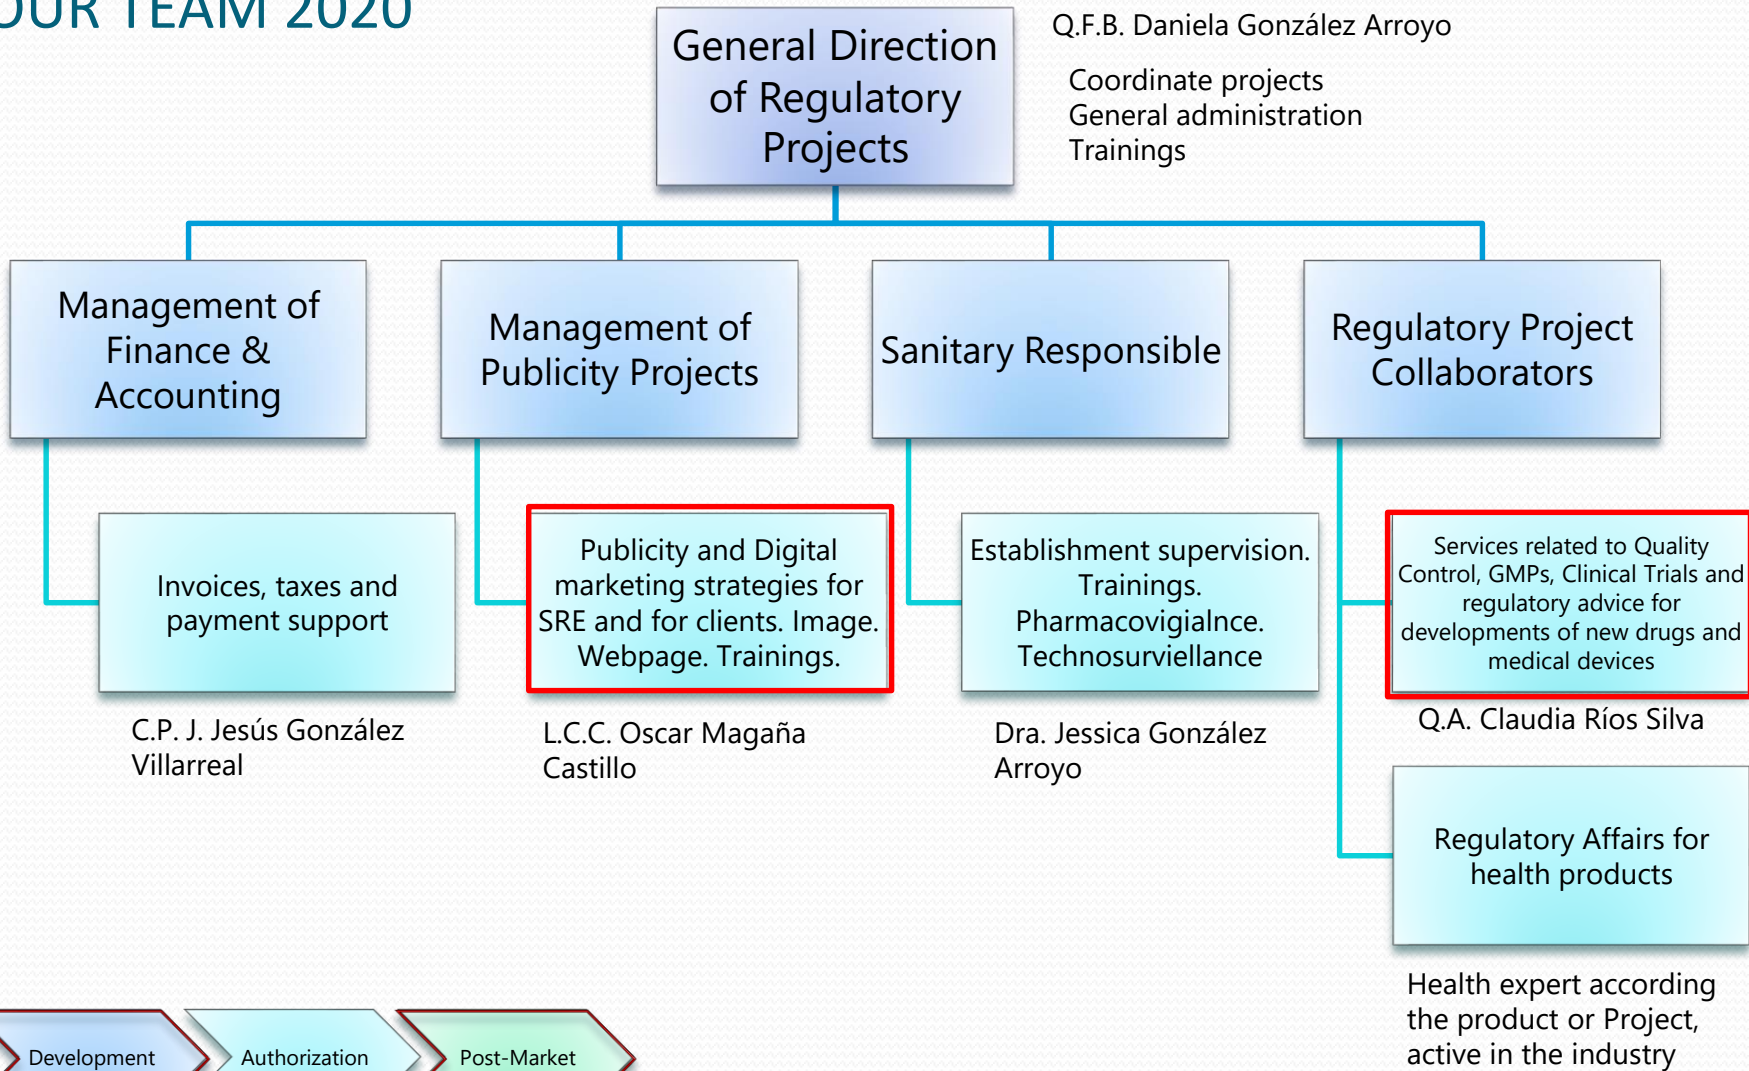 OUR TEAM 2020
General Direction
of Regulatory
Projects
Q.F.B. Daniela González Arroyo
Coordinate projects
General administration
Trainings
Management of
Finance &
Accounting
Management of
Publicity Projects
Sanitary Responsible
Regulatory Project
Collaborators
Invoices, taxes and
payment support
Publicity and Digital
marketing strategies for
SRE and for clients. Image.
Webpage. Trainings.
Establishment supervision.
Trainings.
Pharmacovigialnce.
Technosurviellance
Services related to Quality
Control, GMPs, Clinical Trials and
regulatory advice for
developments of new drugs and
medical devices
C.P. J. Jesús González
Villarreal
L.C.C. Oscar Magaña
Castillo
Dra. Jessica González
Arroyo
Q.A. Claudia Ríos Silva
Regulatory Affairs for
health products
Health expert according
the product or Project,
active in the industry
Development
Authorization
Post-Market